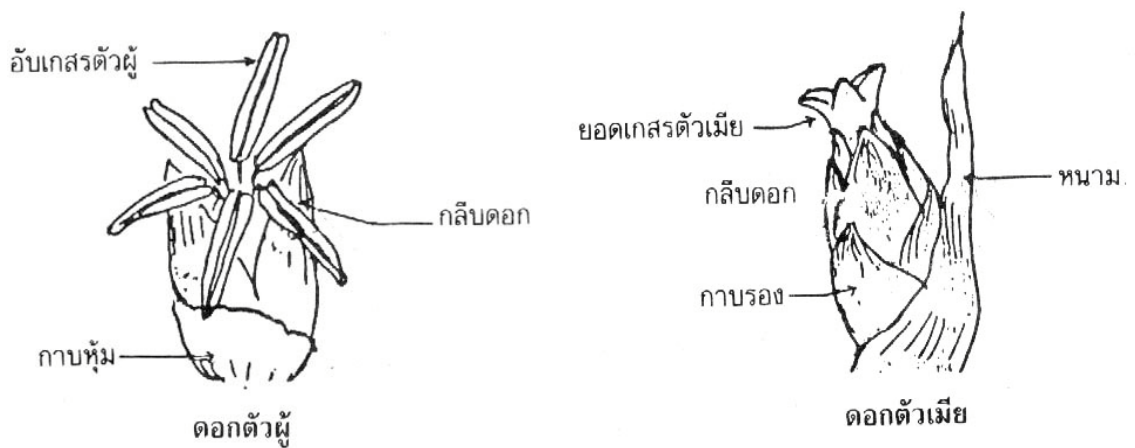 อับเกสรตัวผู้
กลีบดอก
กาบหุ้ม
ดอกตัวผู้
ยอดเกสรตัวเมีย
กลีบดอก
หนาม
กาบรอง
ดอกตัวเมีย